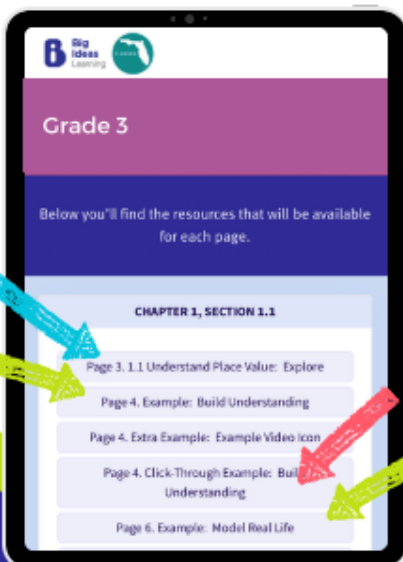 Big
Ideas
Learning
Grade 3
Below you'll find the resources that will be available
for each page.
CHAPTER 1, SECTION 1.1
Page 3. 1.1 Understand Place Value: Explore
Page 4. Example: Build Understanding
Page 4. Extra Example: Example Video Icon
Page 4. Click-Through Example: Build
Understanding
Page 6. Example: Model Real Life